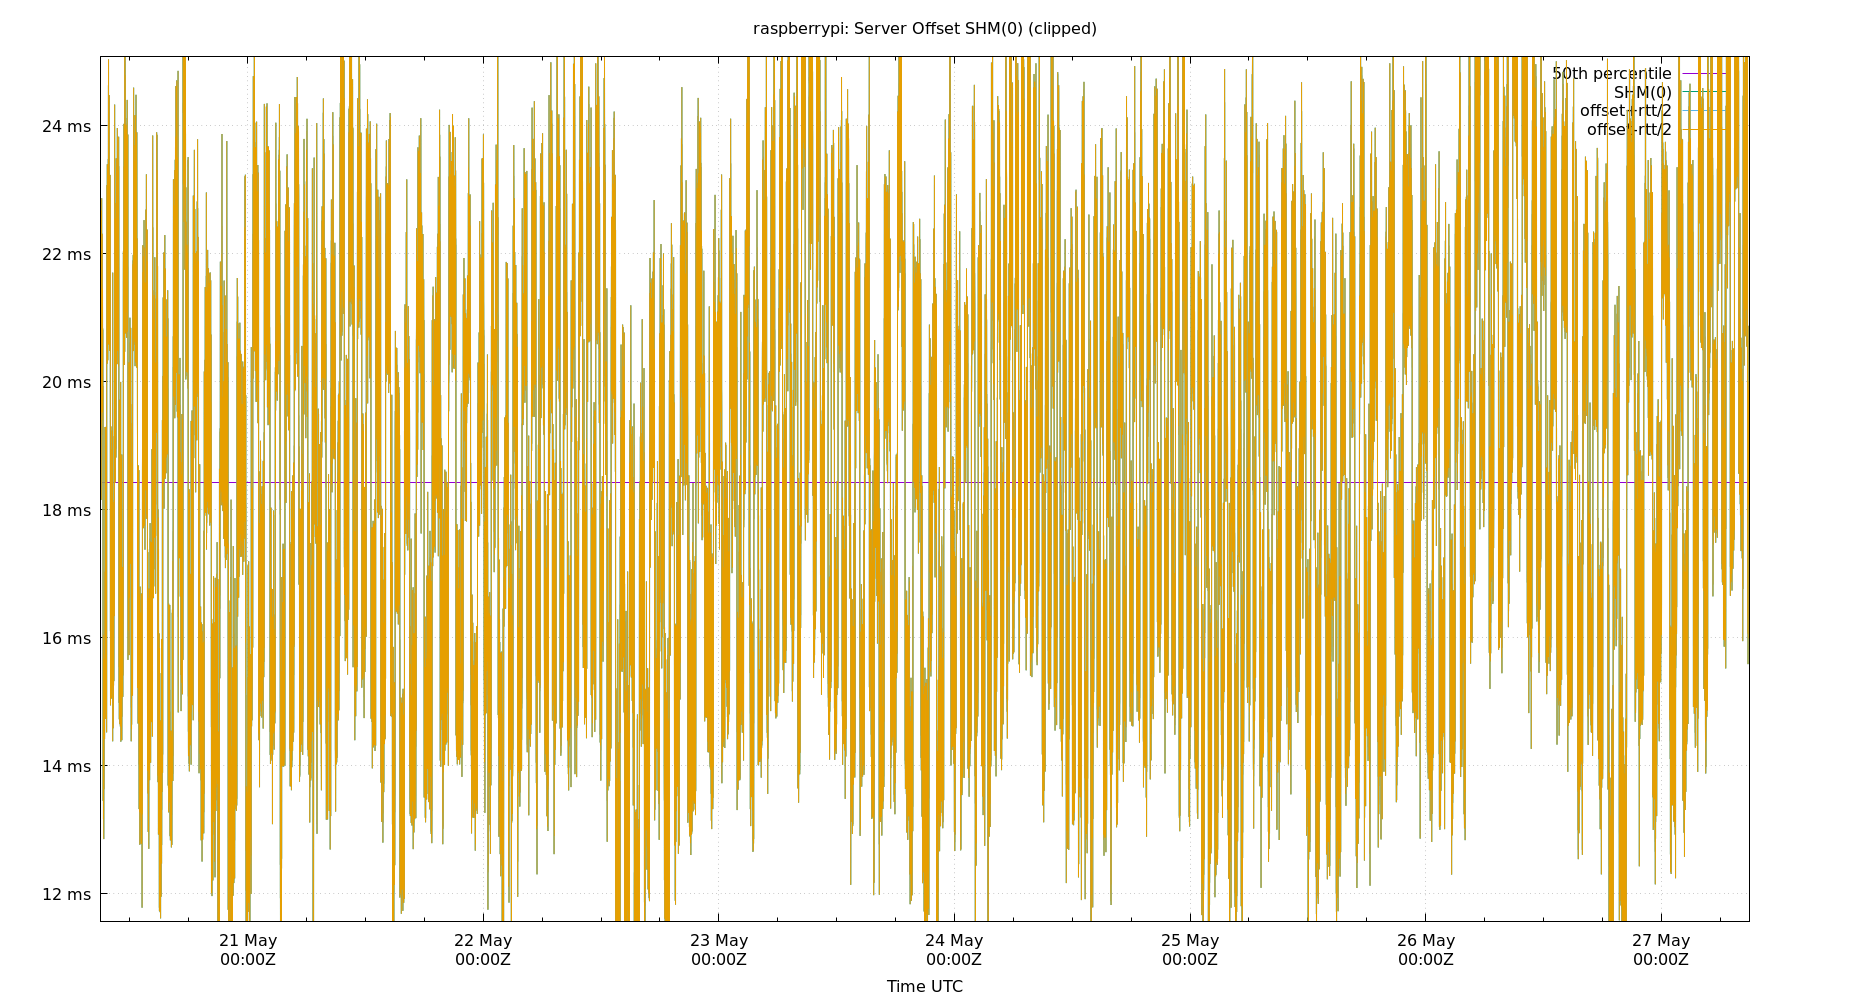 raspberrypi: Server Offset SHM(0) (clipped)
50th percentile
SHM(0)
offset+rtt/2
offset-rtt/2
24 ms
22 ms
20 ms
18 ms
16 ms
14 ms
12 ms
21 May 22 May 23 May 24 May 25 May 26 May 27 May
00:00Z 00:00Z 00:00Z 00:00Z 00:00Z 00:00Z 00:00Z
Time UTC